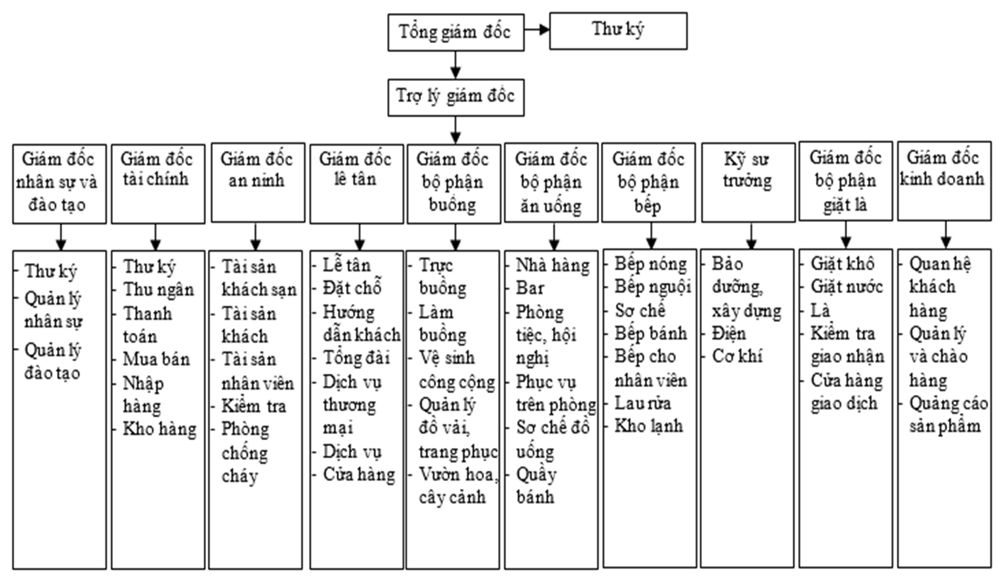 Tổng giám đốc
Thư ký
Trợ lý giám đốc
Giám đốc
nhân sự và
đào tạo
Giám đốc
tài chính
Giám đốc
an ninh
Giám đốc
lê tân
Giám đốc
bộ phận
buồng
Giám đốc
bộ phận
ăn uống
Giám đốc
bộ phận
bếp
Kỹ sư
trưởng
Giám đốc
bộ phận
giặt là
Giám đốc
kinh doanh
- Thư ký
- Quản lý
nhân sự
- Quản lý
đào tạo
- Thư ký
- Thu ngân
- Thanh
toán
- Mua bán
- Nhập
hàng
- Kho hàng
- Tài sản
khách sạn
- Tài sản
khách
- Tài sản
nhân viên
- Kiểm tra
- Phòng
chống
cháy
- Lễ tân
- Đặt chỗ
- Hướng
dẫn khách
- Tổng đài
- Dịch vụ
thương
mại
- Dịch vụ
- Cửa hàng
- Trực
buồng
- Làm
buồng
- Vệ sinh
công cộng
- Quản lý
đồ vải,
trang phục
- Vườn hoa,
cây cảnh
- Nhà hàng
- Bar
- Phòng
tiệc, hội
nghị
- Phục vụ
trên phòng
- Sơ chế đồ
uống
- Quầy
bánh
- Bếp nóng
- Bếp nguội
- Sơ chế
- Bếp bánh
- Bếp cho
nhân viên
- Lau rửa
- Kho lạnh
- Bảo
dưỡng,
xây dựng
- Điện
- Cơ khí
- Giặt khô
- Giặt nước
- Là
- Kiểm tra
giao nhận
- Cửa hàng
giao dịch
- Quan hệ
khách
hàng
- Quản lý
và chào
hàng
- Quảng cáo
sản phẩm